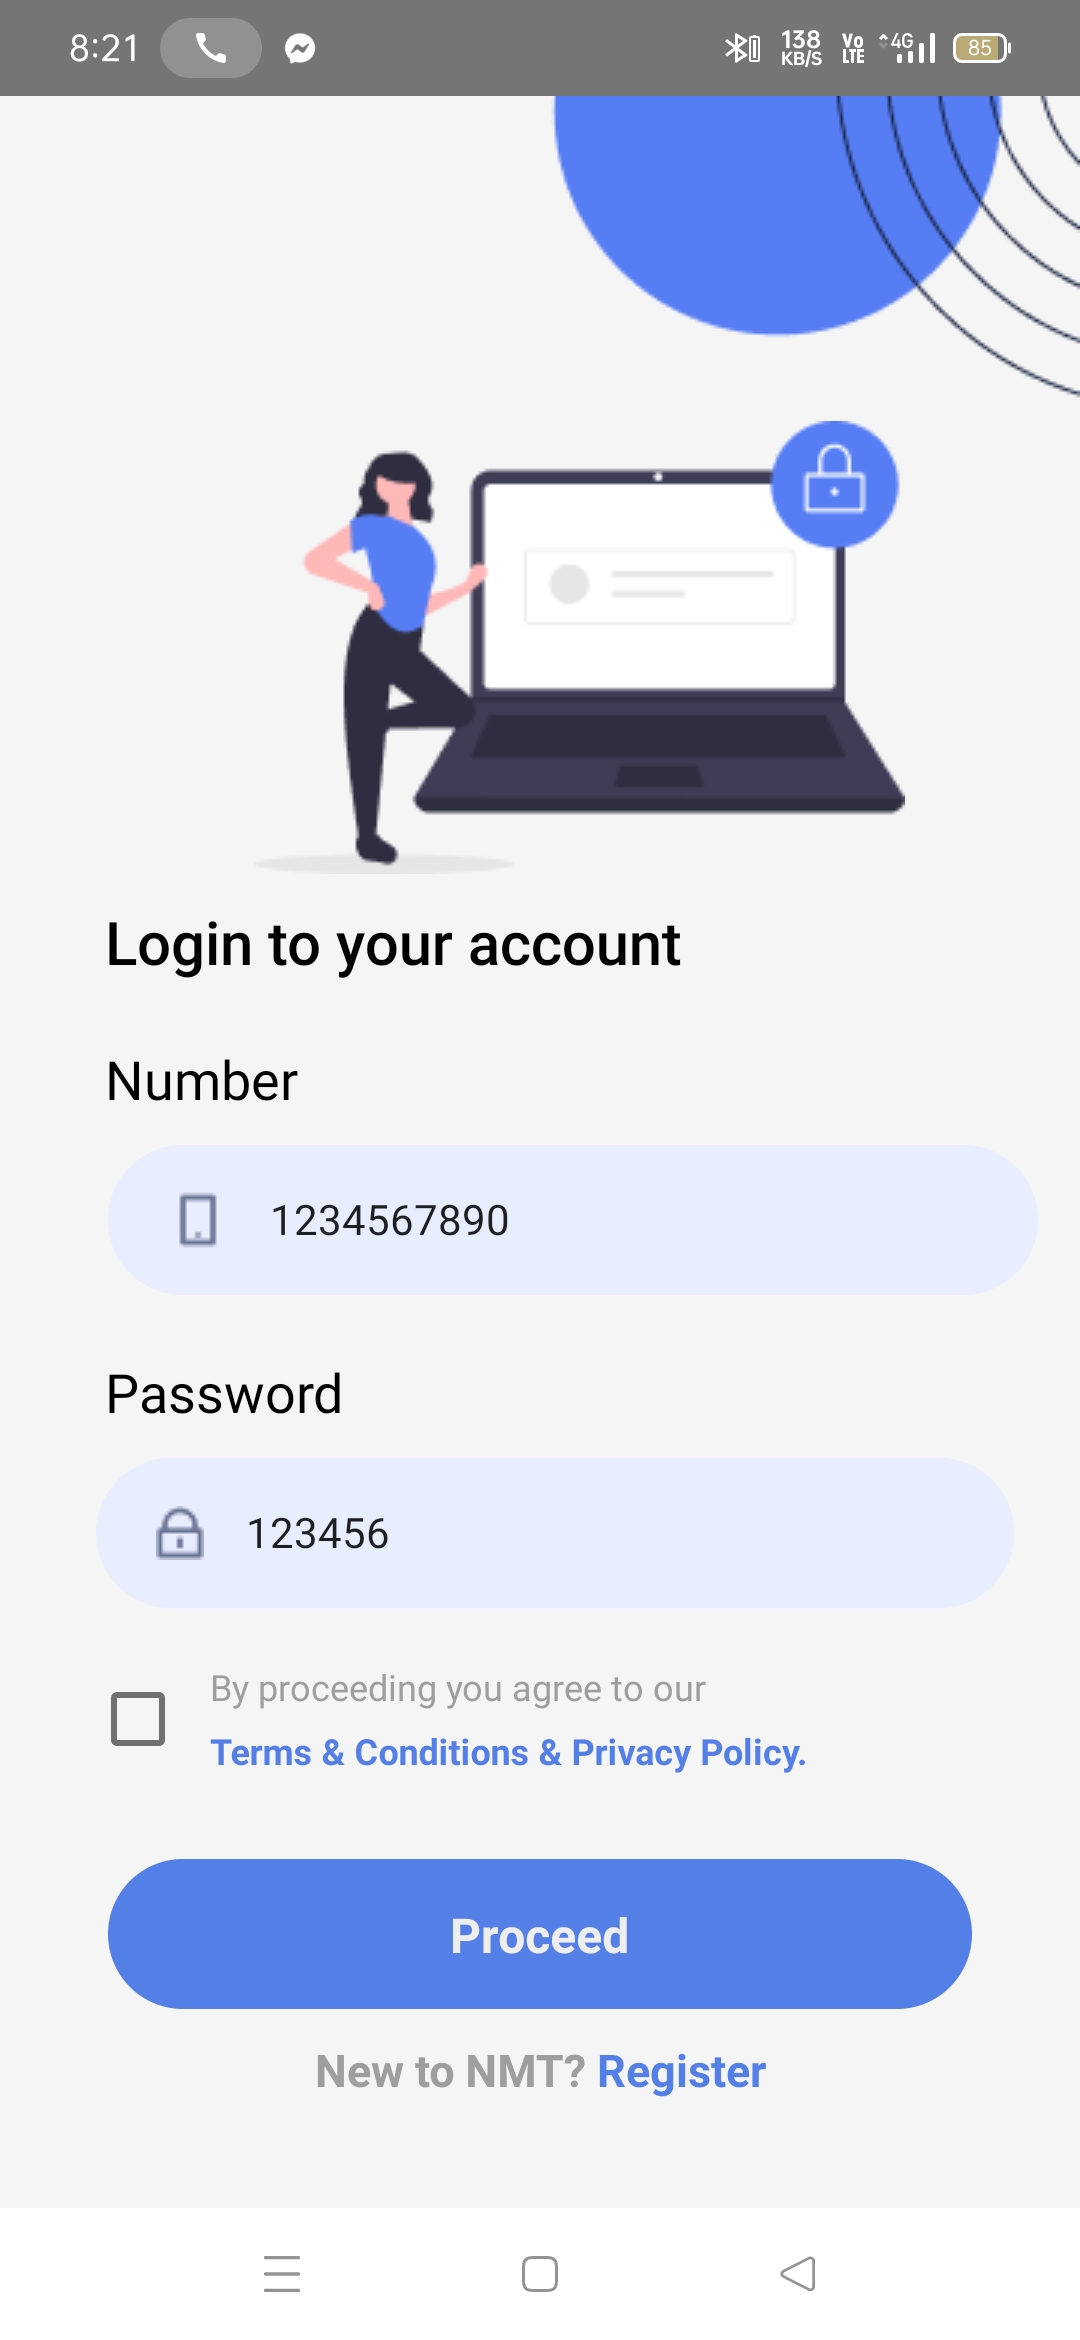 8:21 138 KB/S Vo LTE 4G 85
Login to your account
Number
1234567890
Password
123456
By proceeding you agree to our
Terms & Conditions & Privacy Policy.
Proceed
New to NMT? Register